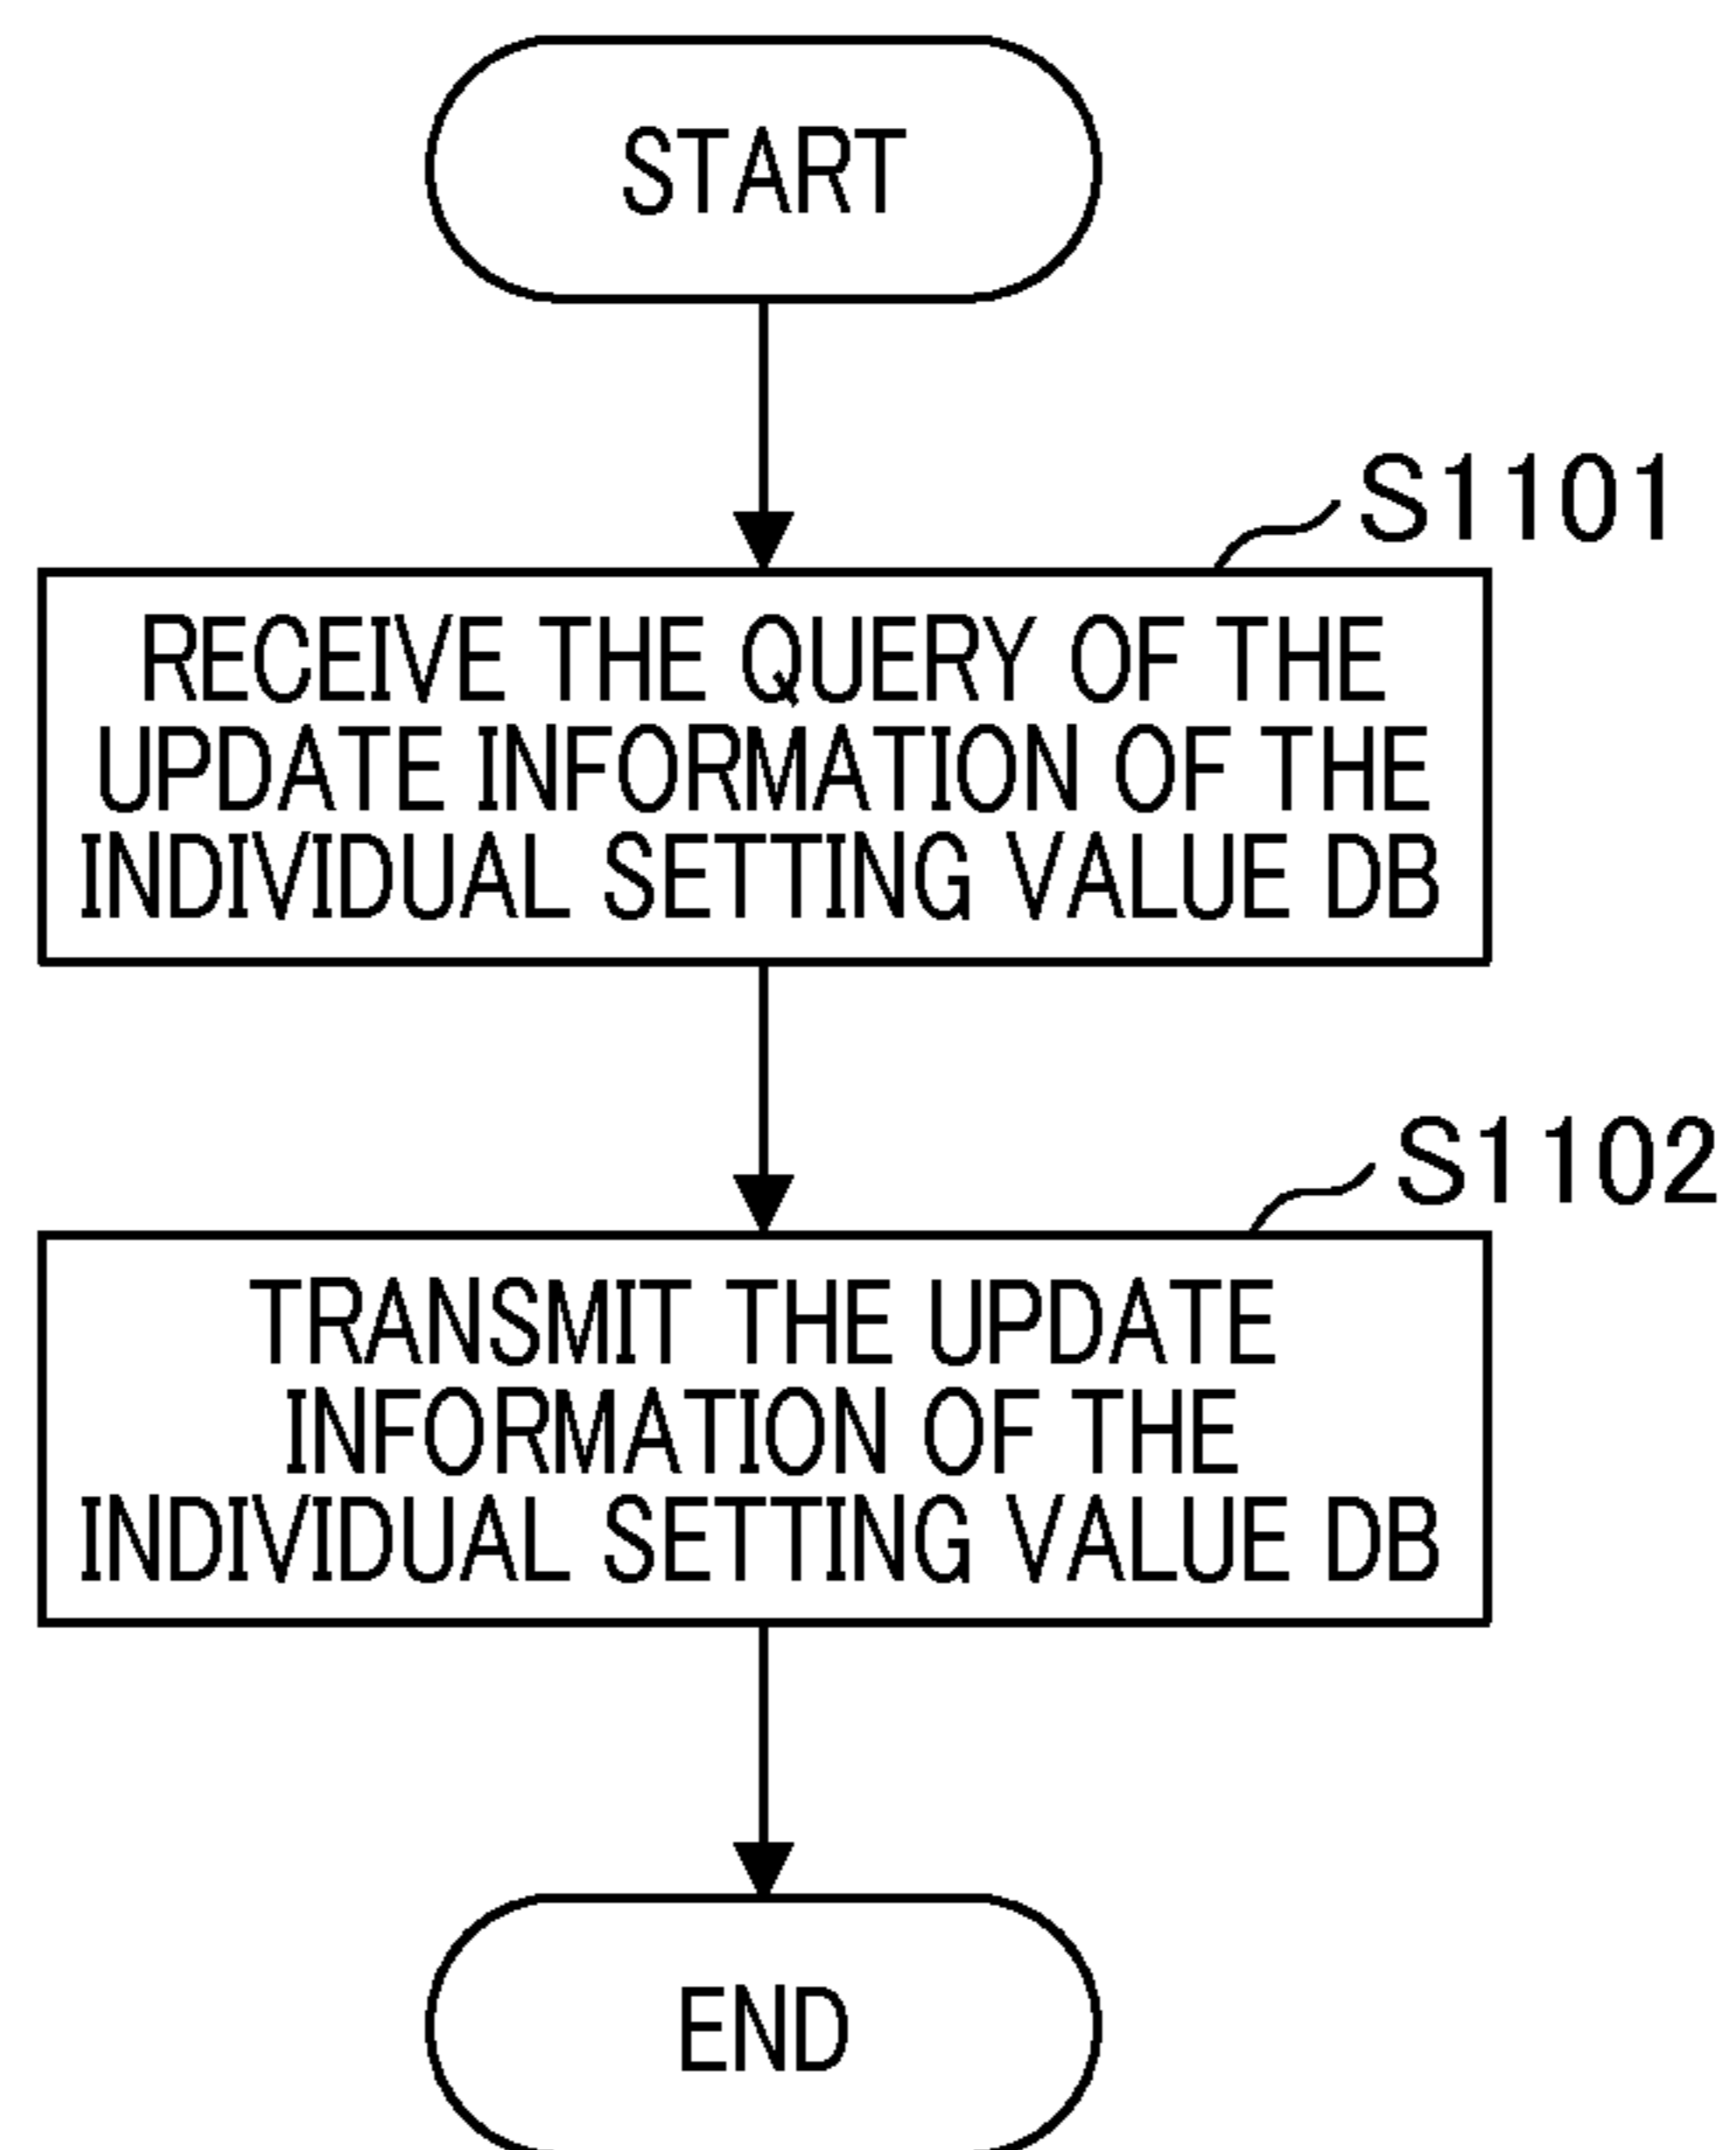 START
S1101
RECEIVE THE QUERY OF THE
UPDATE INFORMATION OF THE
INDIVIDUAL SETTING VALUE DB
S1102
TRANSMIT THE UPDATE
INFORMATION OF THE
INDIVIDUAL SETTING VALUE DB
END